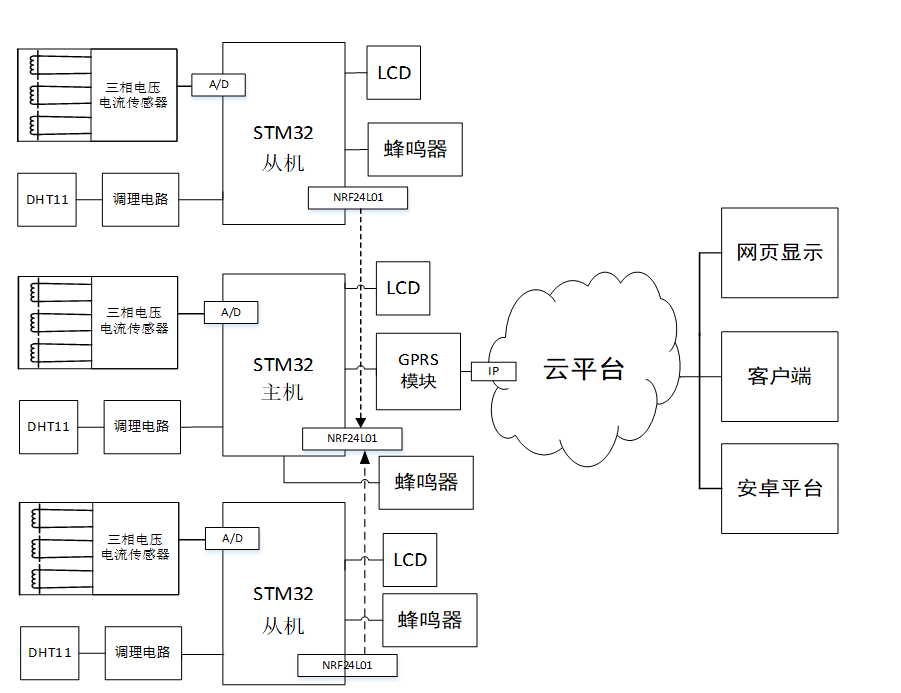 三相电压
电流传感器
A/D
STM32
从机
LCD
蜂鸣器
DHT11
调理电路
NRF24L01
三相电压
电流传感器
A/D
STM32
主机
LCD
GPRS
模块
IP
云平台
网页显示
客户端
安卓平台
DHT11
调理电路
NRF24L01
蜂鸣器
三相电压
电流传感器
A/D
STM32
从机
LCD
蜂鸣器
DHT11
调理电路
NRF24L01